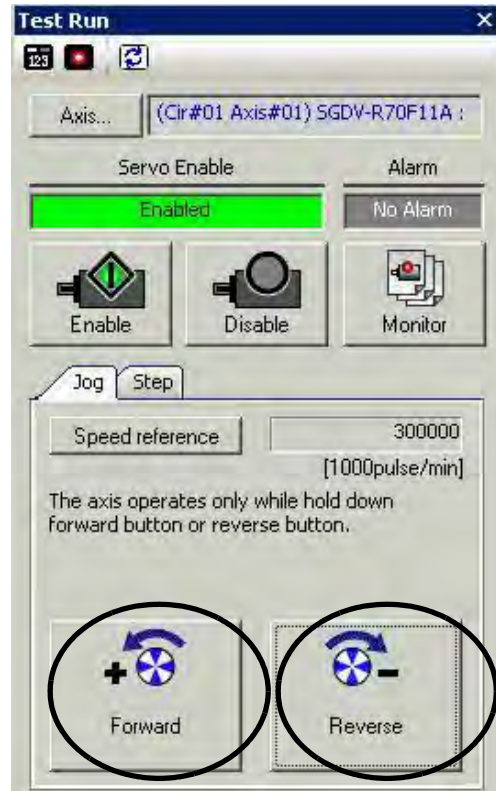 Test Run
123
Axis... (Cir#01 Axis#01) SGDV-R70F11A :
Servo Enable Alarm
Enabled No Alarm
Enable Disable Monitor
Jog Step
Speed reference 300000
[1000pulse/min]
The axis operates only while hold down
forward button or reverse button.
+ -
Forward Reverse